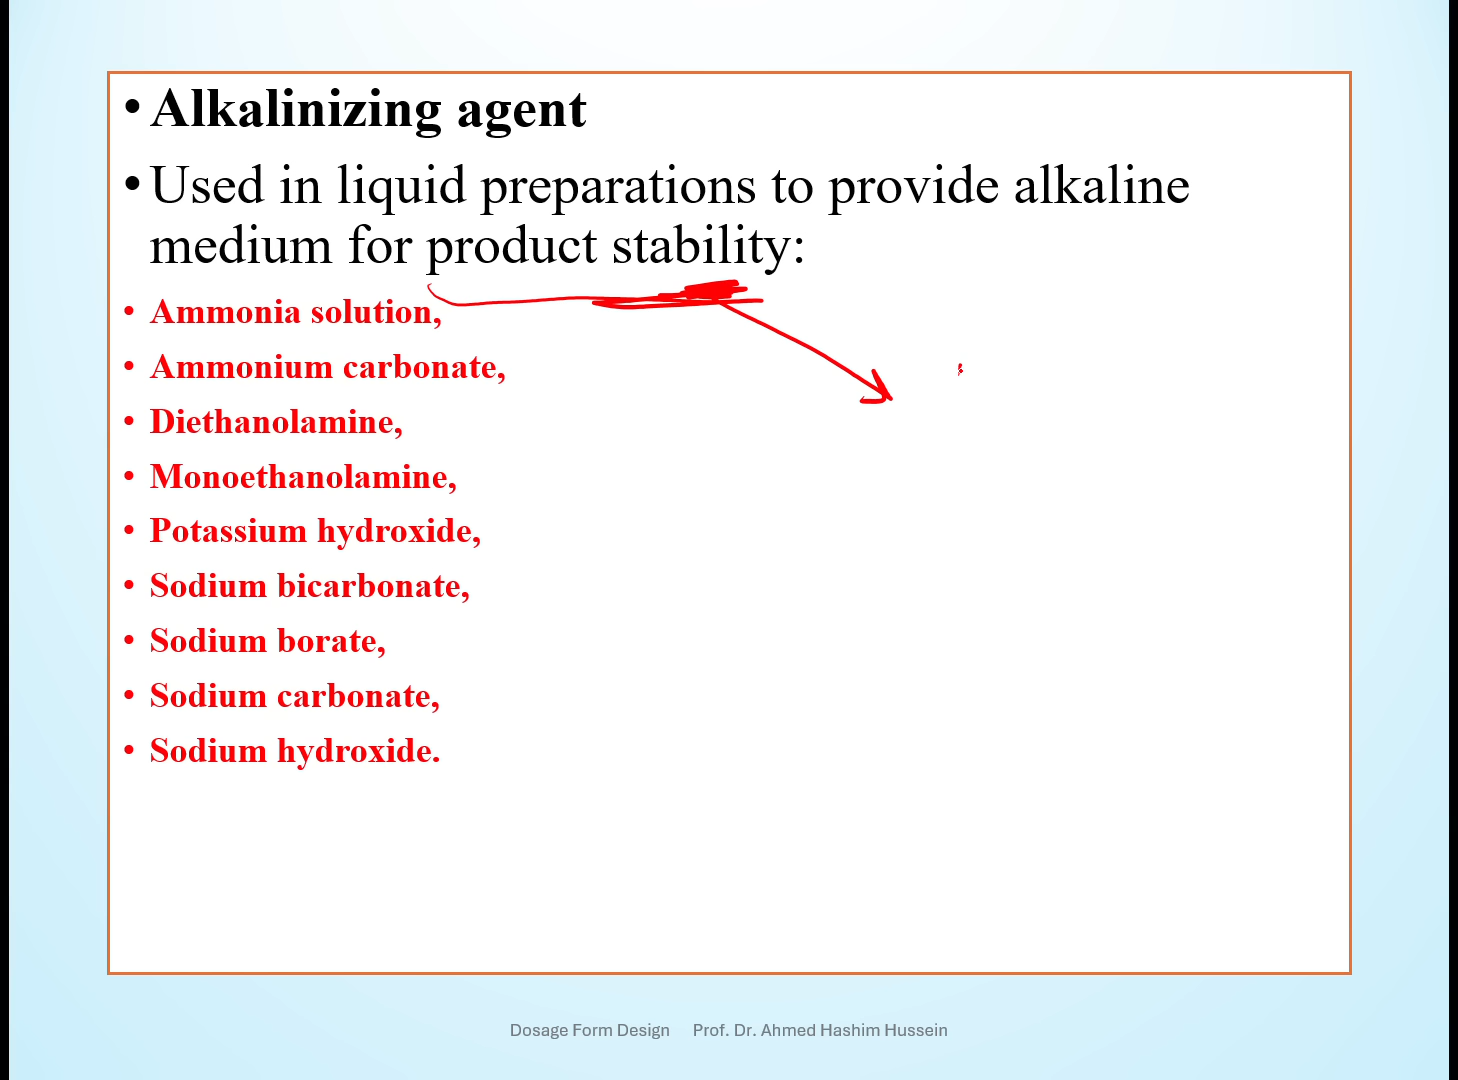 • Alkalinizing agent
• Used in liquid preparations to provide alkaline
medium for product stability:
• Ammonia solution,
• Ammonium carbonate,
• Diethanolamine,
• Monoethanolamine,
• Potassium hydroxide,
• Sodium bicarbonate,
• Sodium borate,
• Sodium carbonate,
• Sodium hydroxide.
Dosage Form Design Prof. Dr. Ahmed Hashim Hussein